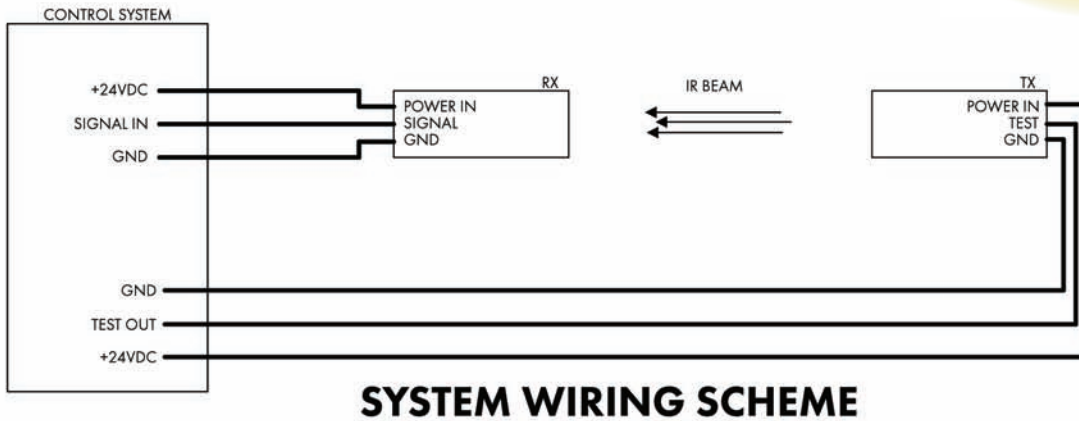 CONTROL SYSTEM
+24VDC
SIGNAL IN
GND
RX
POWER IN
SIGNAL
GND
IR BEAM
TX
POWER IN
TEST
GND
GND
TEST OUT
+24VDC
SYSTEM WIRING SCHEME